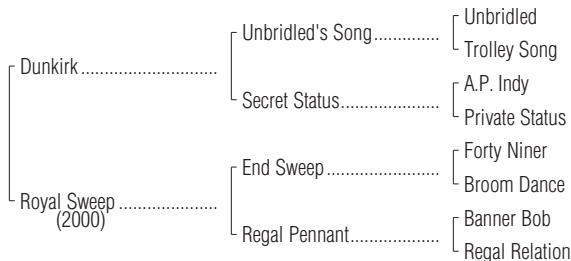 Unbridled
Unbridled's Song..............
Trolley Song
Dunkirk............................
A.P. Indy
Secret Status.....................
Private Status
Forty Niner
End Sweep........................
Broom Dance
Royal Sweep....................
(2000)
Banner Bob
Regal Pennant...................
Regal Relation